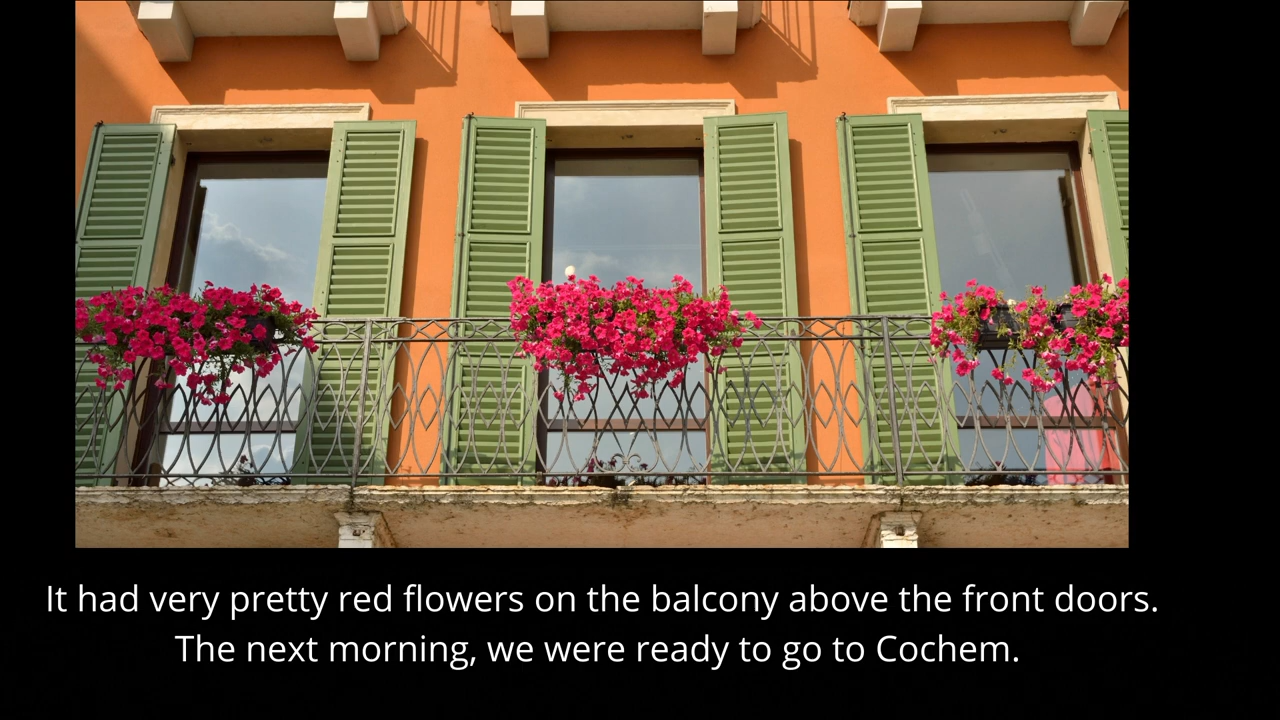 It had very pretty red flowers on the balcony above the front doors.
The next morning, we were ready to go to Cochem.